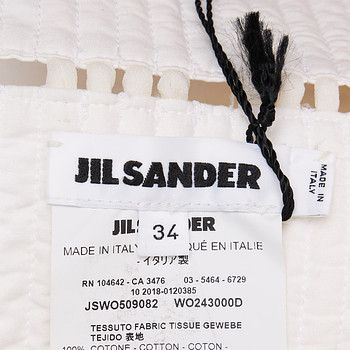 JIL SANDER
MADE IN
ITALY
JIL SANDER
34
MADE IN ITALY QUÉ EN ITALIE
- イタリア製
RN 104642 - CA 3476 03 - 5464 - 6729
10 2018-0120385
JSWO509082 WO243000D
TESSUTO FABRIC TISSUE GEWEBE
TEJIDO 表地
100% COTONE - COTTON - COTON -